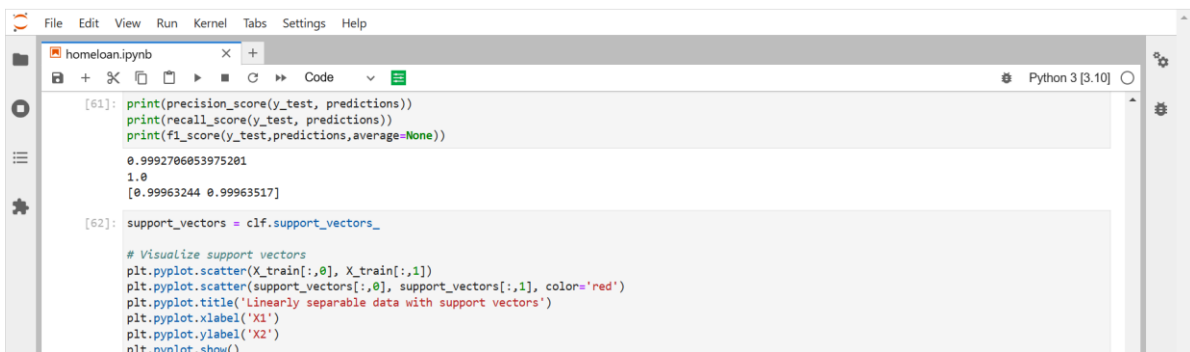 File Edit View Run Kernel Tabs Settings Help
homeloan.ipynb
Code
Python 3 [3.10]
[61]: print(precision_score(y_test, predictions))
print(recall_score(y_test, predictions))
print(f1_score(y_test,predictions,average=None))
0.9992706053975201
1.0
[0.99963244 0.99963517]
[62]: support_vectors = clf.support_vectors_
# Visualize support vectors
plt.pyplot.scatter(X_train[:,0], X_train[:,1])
plt.pyplot.scatter(support_vectors[:,0], support_vectors[:,1], color='red')
plt.pyplot.title('Linearly separable data with support vectors')
plt.pyplot.xlabel('X1')
plt.pyplot.ylabel('X2')
plt.pyplot.show()